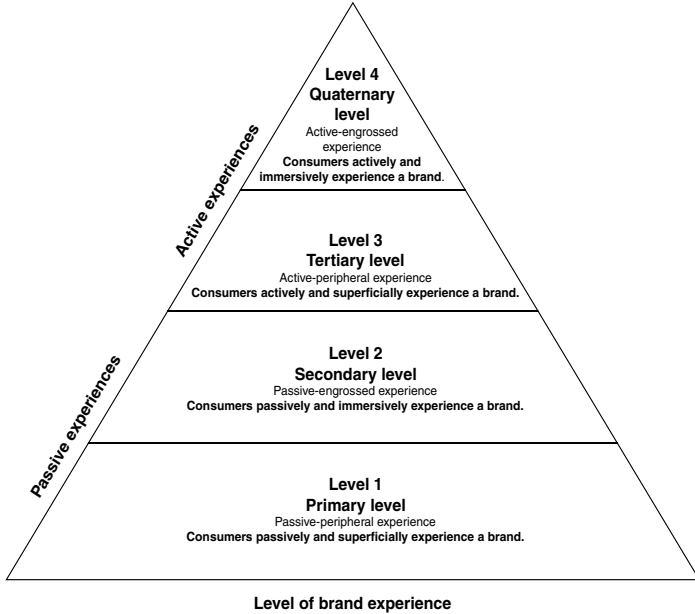 Level 4
Quaternary
level
Active-engrossed
experience
Consumers actively and
immersively experience a brand.
Active experiences
Level 3
Tertiary level
Active-peripheral experience
Consumers actively and superficially experience a brand.
Level 2
Secondary level
Passive-engrossed experience
Consumers passively and immersively experience a brand.
Passive experiences
Level 1
Primary level
Passive-peripheral experience
Consumers passively and superficially experience a brand.
Level of brand experience